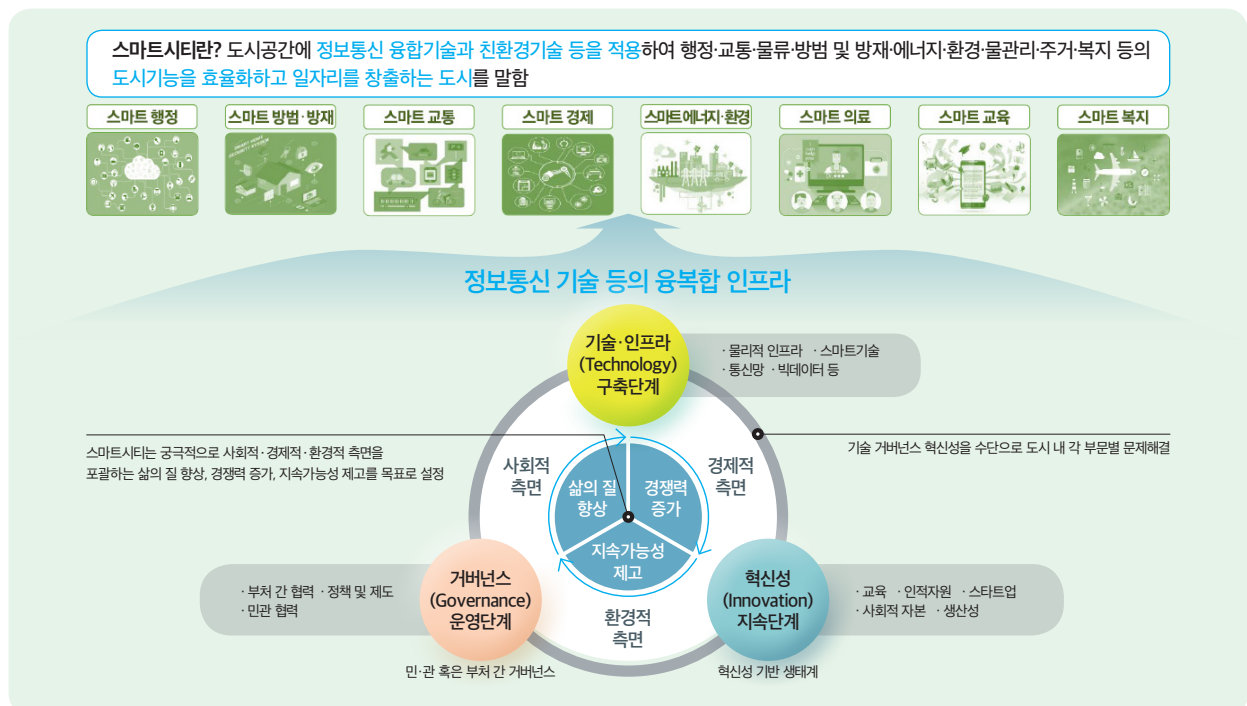 스마트시티란? 도시공간에 정보통신 융합기술과 친환경기술 등을 적용하여 행정·교통·물류·방범 및 방재·에너지·환경·물관리·주거·복지 등의
도시기능을 효율화하고 일자리를 창출하는 도시를 말함
스마트 행정
스마트 방범·방재
스마트 교통
스마트 경제
스마트에너지·환경
스마트 의료
스마트 교육
스마트 복지
정보통신 기술 등의 융복합 인프라
기술·인프라
(Technology)
구축단계
· 물리적 인프라 · 스마트기술
· 통신망 · 빅데이터 등
스마트시티는 궁극적으로 사회적·경제적·환경적 측면을
포괄하는 삶의 질 향상, 경쟁력 증가, 지속가능성 제고를 목표로 설정
기술 거버넌스 혁신성을 수단으로 도시 내 각 부문별 문제해결
사회적
측면
경제적
측면
삶의 질
향상
경쟁력
증가
지속가능성
제고
환경적
측면
거버넌스
(Governance)
운영단계
· 부처 간 협력 · 정책 및 제도
· 민관 협력
민·관 혹은 부처 간 거버넌스
혁신성
(Innovation)
지속단계
· 교육 · 인적자원 · 스타트업
· 사회적 자본 · 생산성
혁신성 기반 생태계